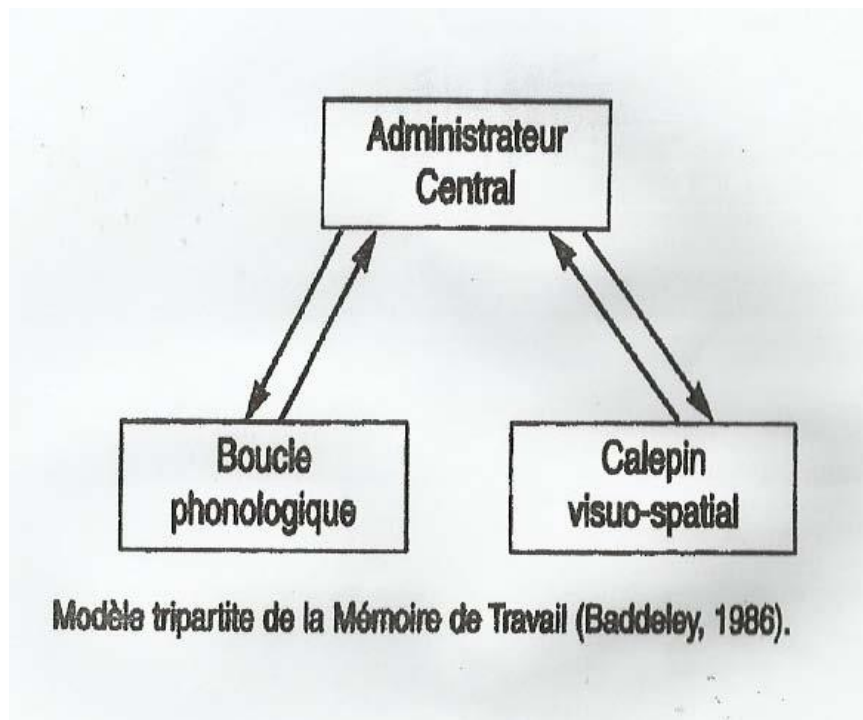 Administrateur
Central
Boucle
phonologique
Calepin
visuo-spatial
Modèle tripartite de la Mémoire de Travail (Baddeley, 1986).